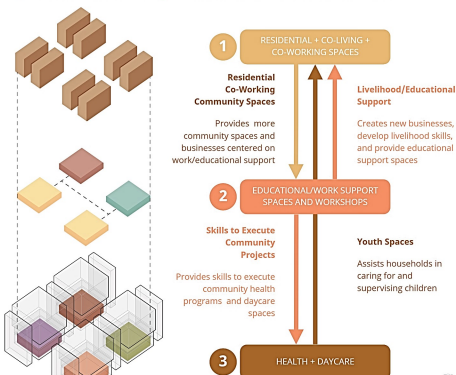 1
RESIDENTIAL + CO-LIVING +
CO-WORKING SPACES
Residential
Co-Working
Community Spaces
Provides more
community spaces and
businesses centered on
work/educational support
Livelihood/Educational
Support
Creates new businesses,
develop livelihood skills,
and provide educational
support spaces
2
EDUCATIONAL/WORK SUPPORT
SPACES AND WORKSHOPS
Skills to Execute
Community
Projects
Provides skills to execute
community health
programs and daycare
spaces
Youth Spaces
Assists households in
caring for and
supervising children
3
HEALTH + DAYCARE